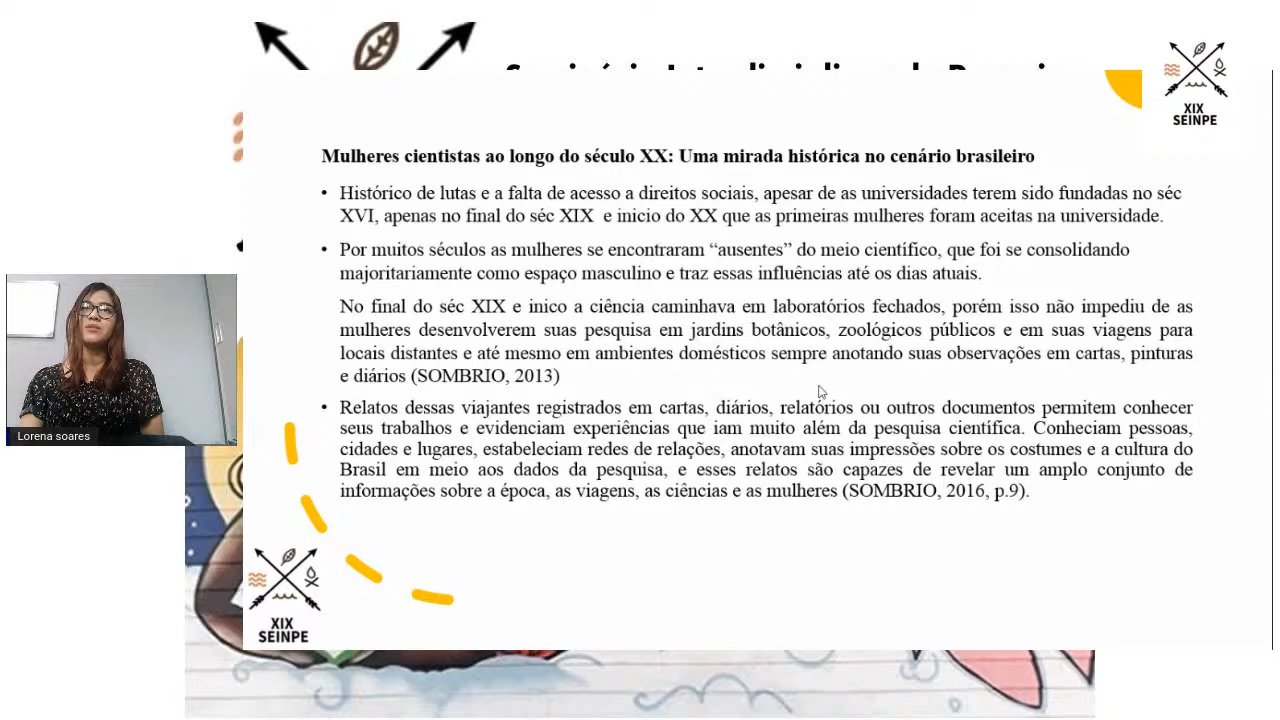 XIX
SEINPE
Mulheres cientistas ao longo do século XX: Uma mirada histórica no cenário brasileiro
• Histórico de lutas e a falta de acesso a direitos sociais, apesar de as universidades terem sido fundadas no séc
XVI, apenas no final do séc XIX e inicio do XX que as primeiras mulheres foram aceitas na universidade.
• Por muitos séculos as mulheres se encontraram “ausentes” do meio científico, que foi se consolidando
majoritariamente como espaço masculino e traz essas influências até os dias atuais.
No final do séc XIX e inico a ciência caminhava em laboratórios fechados, porém isso não impediu de as
mulheres desenvolverem suas pesquisa em jardins botânicos, zoológicos públicos e em suas viagens para
locais distantes e até mesmo em ambientes domésticos sempre anotando suas observações em cartas, pinturas
e diários (SOMBRIO, 2013)
• Relatos dessas viajantes registrados em cartas, diários, relatórios ou outros documentos permitem conhecer
seus trabalhos e evidenciam experiências que iam muito além da pesquisa científica. Conheciam pessoas,
cidades e lugares, estabeleciam redes de relações, anotavam suas impressões sobre os costumes e a cultura do
Brasil em meio aos dados da pesquisa, e esses relatos são capazes de revelar um amplo conjunto de
informações sobre a época, as viagens, as ciências e as mulheres (SOMBRIO, 2016, p.9).
Lorena soares
XIX
SEINPE